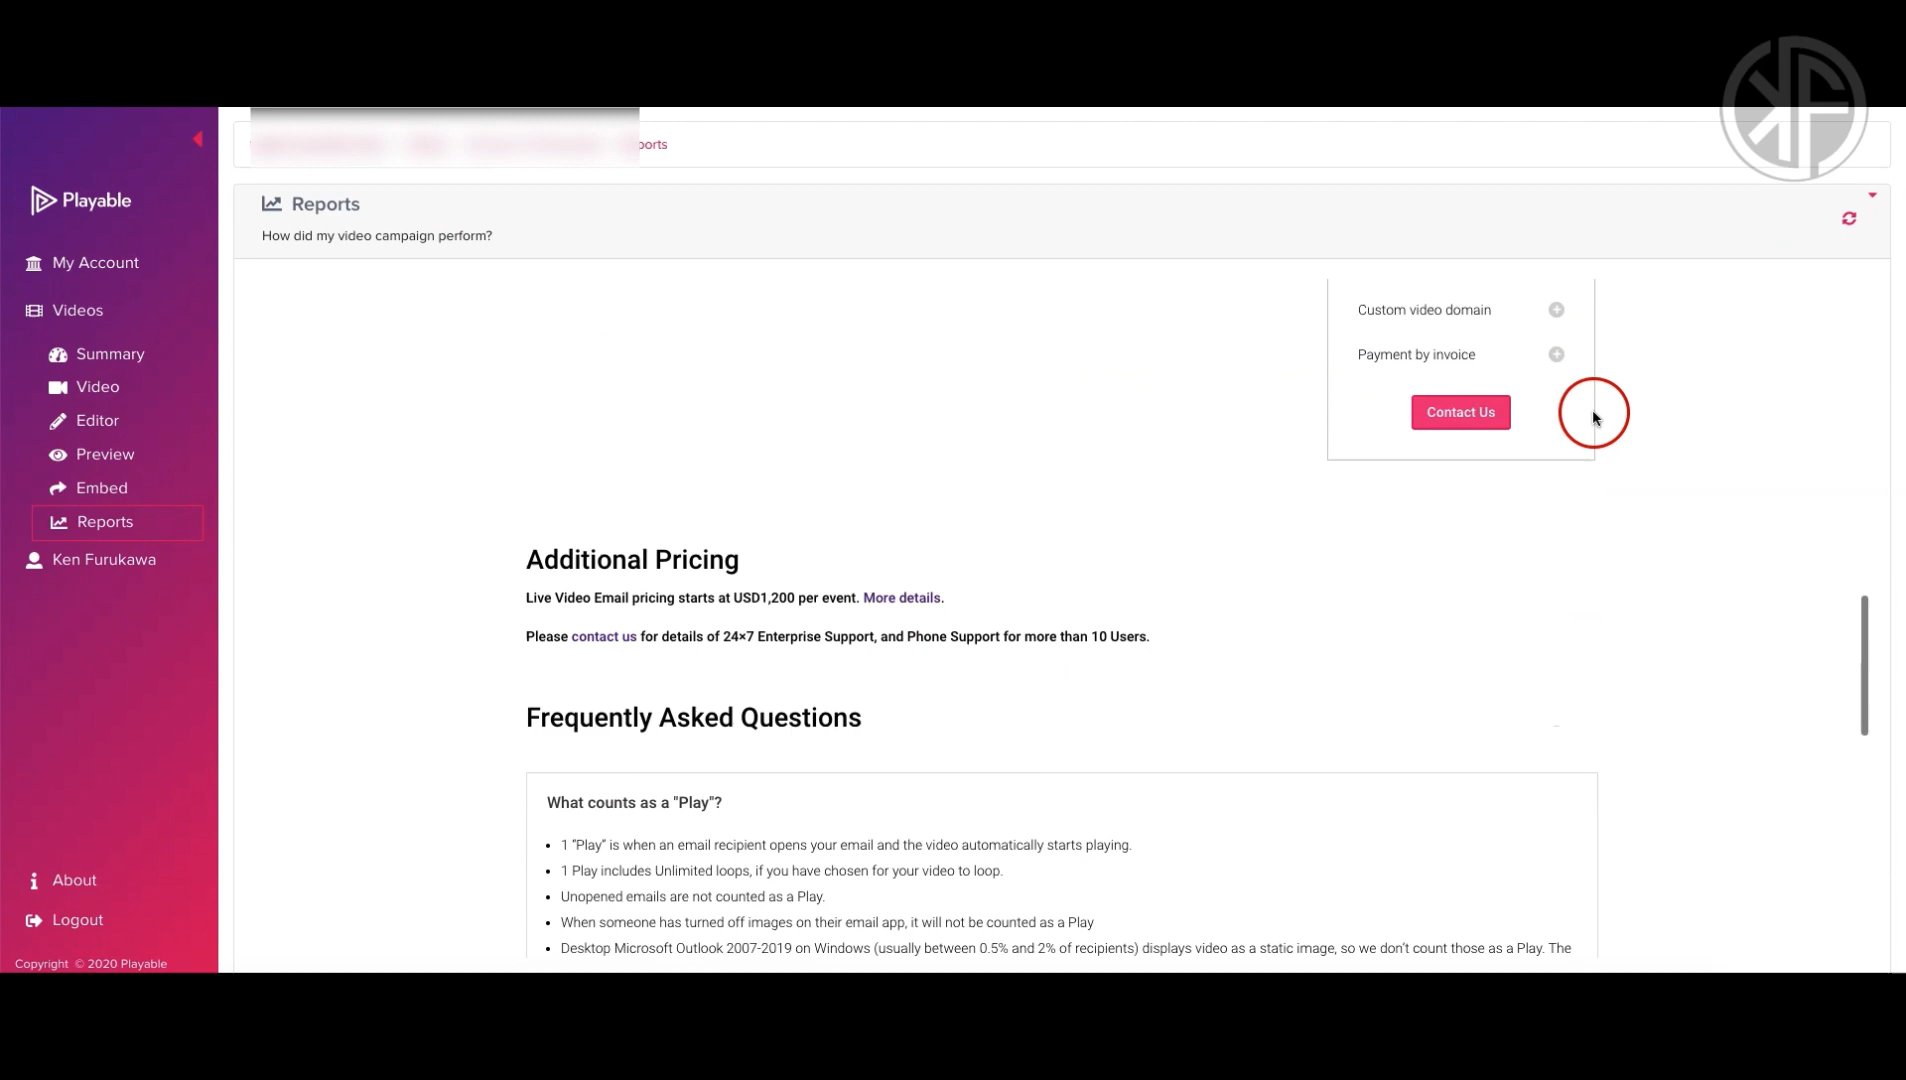 KF
ports
Playable
Reports
How did my video campaign perform?
My Account
Videos
Summary
Video
Editor
Preview
Embed
Reports
Ken Furukawa
About
Logout
Copyright © 2020 Playable
Custom video domain
Payment by invoice
Contact Us
Additional Pricing
Live Video Email pricing starts at USD1,200 per event. More details.
Please contact us for details of 24×7 Enterprise Support, and Phone Support for more than 10 Users.
Frequently Asked Questions
What counts as a "Play"?
• 1 “Play” is when an email recipient opens your email and the video automatically starts playing.
• 1 Play includes Unlimited loops, if you have chosen for your video to loop.
• Unopened emails are not counted as a Play.
• When someone has turned off images on their email app, it will not be counted as a Play
• Desktop Microsoft Outlook 2007-2019 on Windows (usually between 0.5% and 2% of recipients) displays video as a static image, so we don’t count those as a Play. The